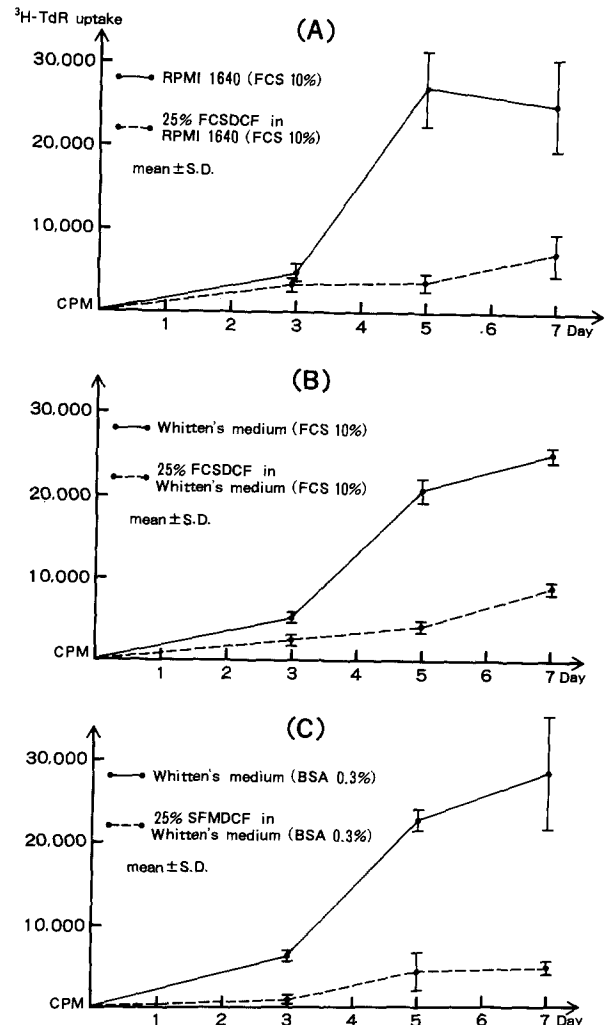 ³H-TdR uptake
(A)
30,000
RPMI 1640 (FCS 10%)
25% FCSDCF in
RPMI 1640 (FCS 10%)
20,000
mean ± S.D.
10,000
CPM
1 2 3 4 5 .6 7 Day
(B)
30,000
Whitten's medium (FCS 10%)
25% FCSDCF in
Whitten's medium (FCS 10%)
20,000
mean ± S.D.
10,000
CPM
1 2 3 4 5 6 7 Day
(C)
30,000
Whitten's medium (BSA 0.3%)
25% SFMDCF in
Whitten's medium (BSA 0.3%)
20,000
mean ± S.D.
10,000
CPM
1 2 3 4 5 6 7 Day